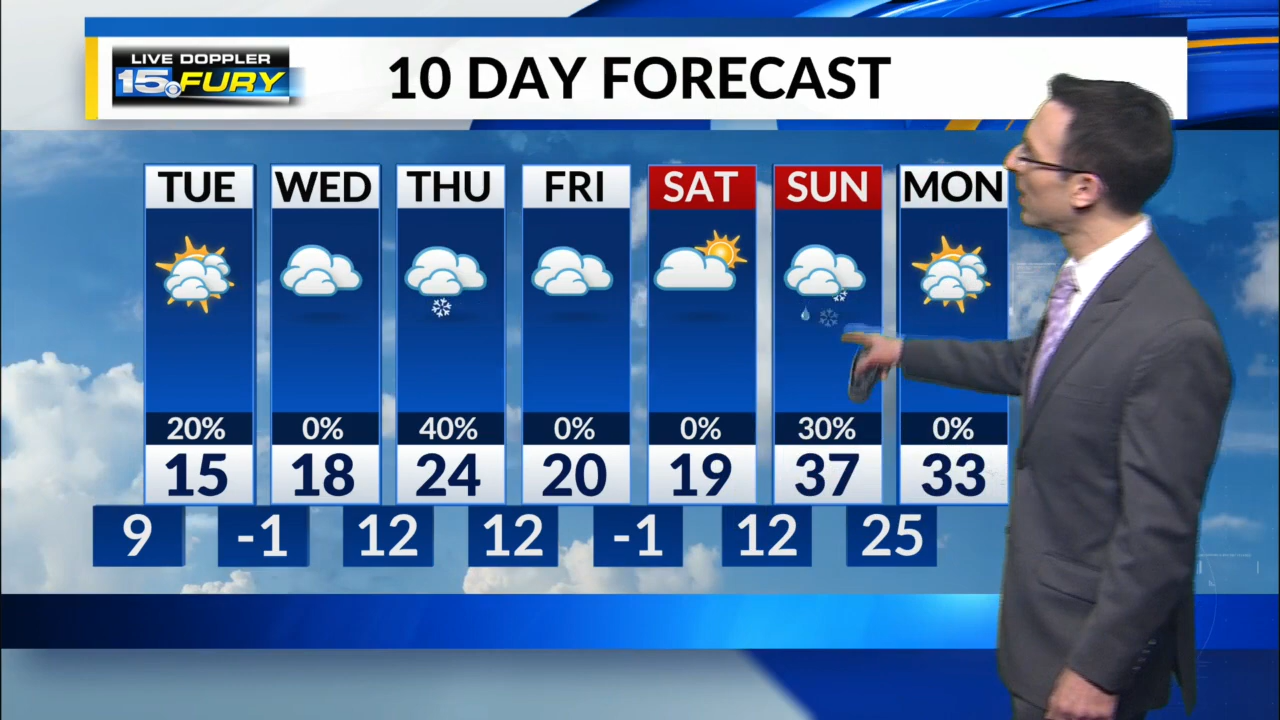 LIVE DOPPLER
15 FURY
10 DAY FORECAST
TUE WED THU FRI SAT SUN MON
20% 0% 40% 0% 0% 30% 0%
15 18 24 20 19 37 33
9 -1 12 12 -1 12 25